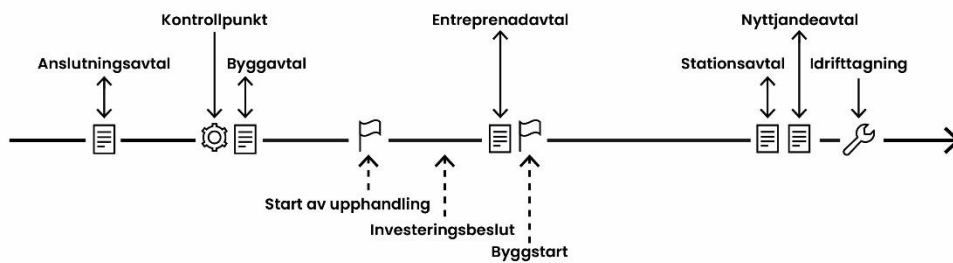 Kontrollpunkt
Entreprenadavtal
Nyttjandeavtal
Anslutningsavtal
Byggavtal
Stationsavtal
Idrifttagning
Start av upphandling
Investeringsbeslut
Byggstart